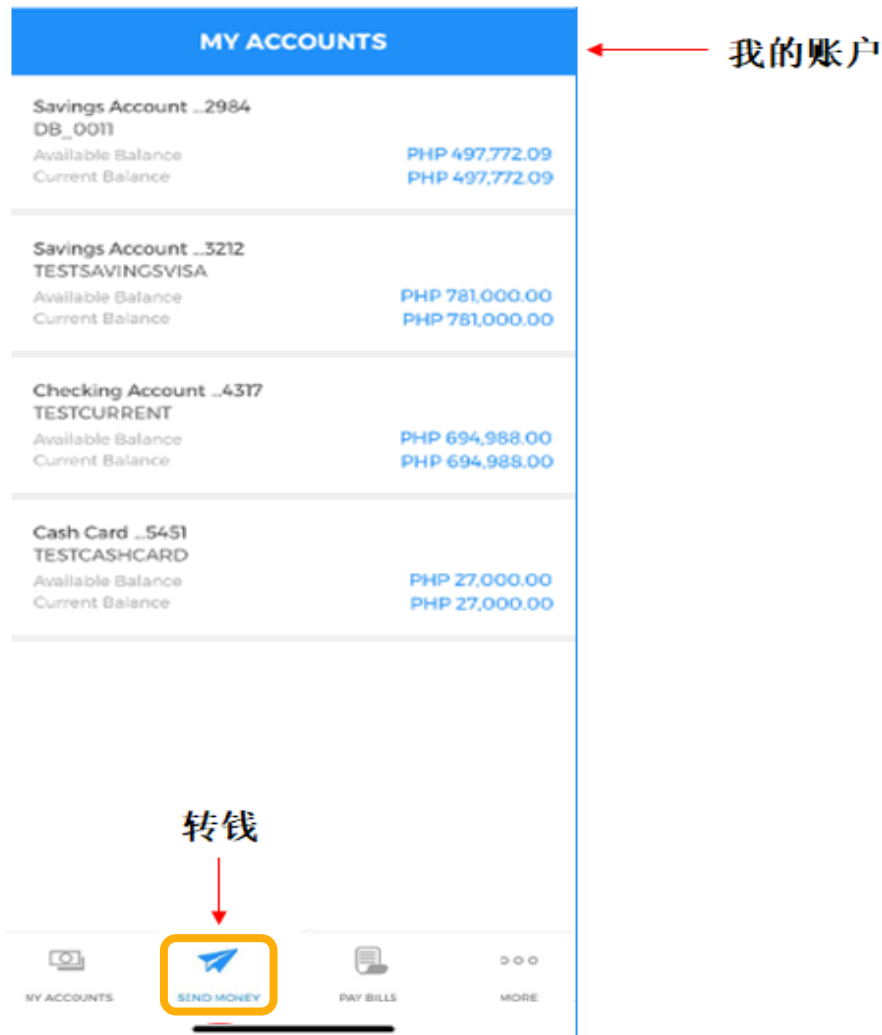 MY ACCOUNTS
我的账户
Savings Account ...2984
DB_0011
Available Balance PHP 497,772.09
Current Balance PHP 497,772.09
Savings Account ...3212
TESTSAVINGSVISA
Available Balance PHP 781,000.00
Current Balance PHP 781,000.00
Checking Account ...4317
TESTCURRENT
Available Balance PHP 694,988.00
Current Balance PHP 694,988.00
Cash Card ...5451
TESTCASHCARD
Available Balance PHP 27,000.00
Current Balance PHP 27,000.00
转钱
MY ACCOUNTS SEND MONEY PAY BILLS MORE